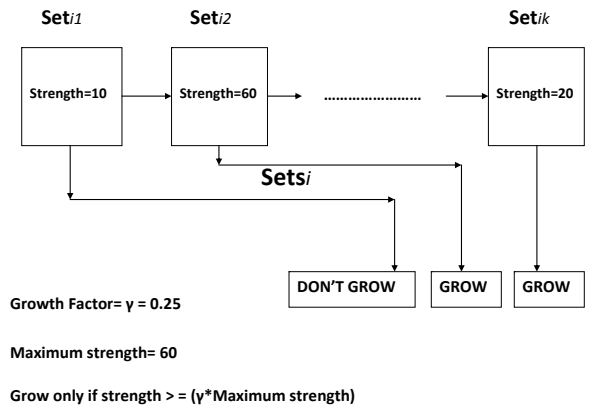 Seti1 Seti2 Setik
Strength=10 Strength=60 ........................ Strength=20
Setsi
DON'T GROW GROW GROW
Growth Factor= γ = 0.25
Maximum strength= 60
Grow only if strength > = (γ*Maximum strength)